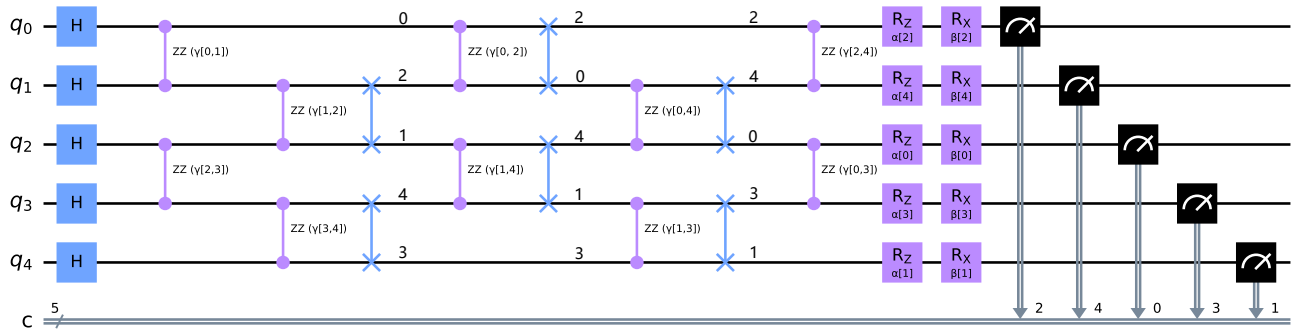 q0 H 0 2 2 RZ α[2] RX β[2]
ZZ (γ[0,1]) ZZ (γ[0, 2]) ZZ (γ[2,4])
q1 H 2 0 4 RZ α[4] RX β[4]
ZZ (γ[1,2]) ZZ (γ[0,4])
q2 H 1 4 0 RZ α[0] RX β[0]
ZZ (γ[2,3]) ZZ (γ[1,4]) ZZ (γ[0,3])
q3 H 4 1 3 RZ α[3] RX β[3]
ZZ (γ[3,4]) ZZ (γ[1,3])
q4 H 3 3 1 RZ α[1] RX β[1]
5 2 4 0 3 1
c